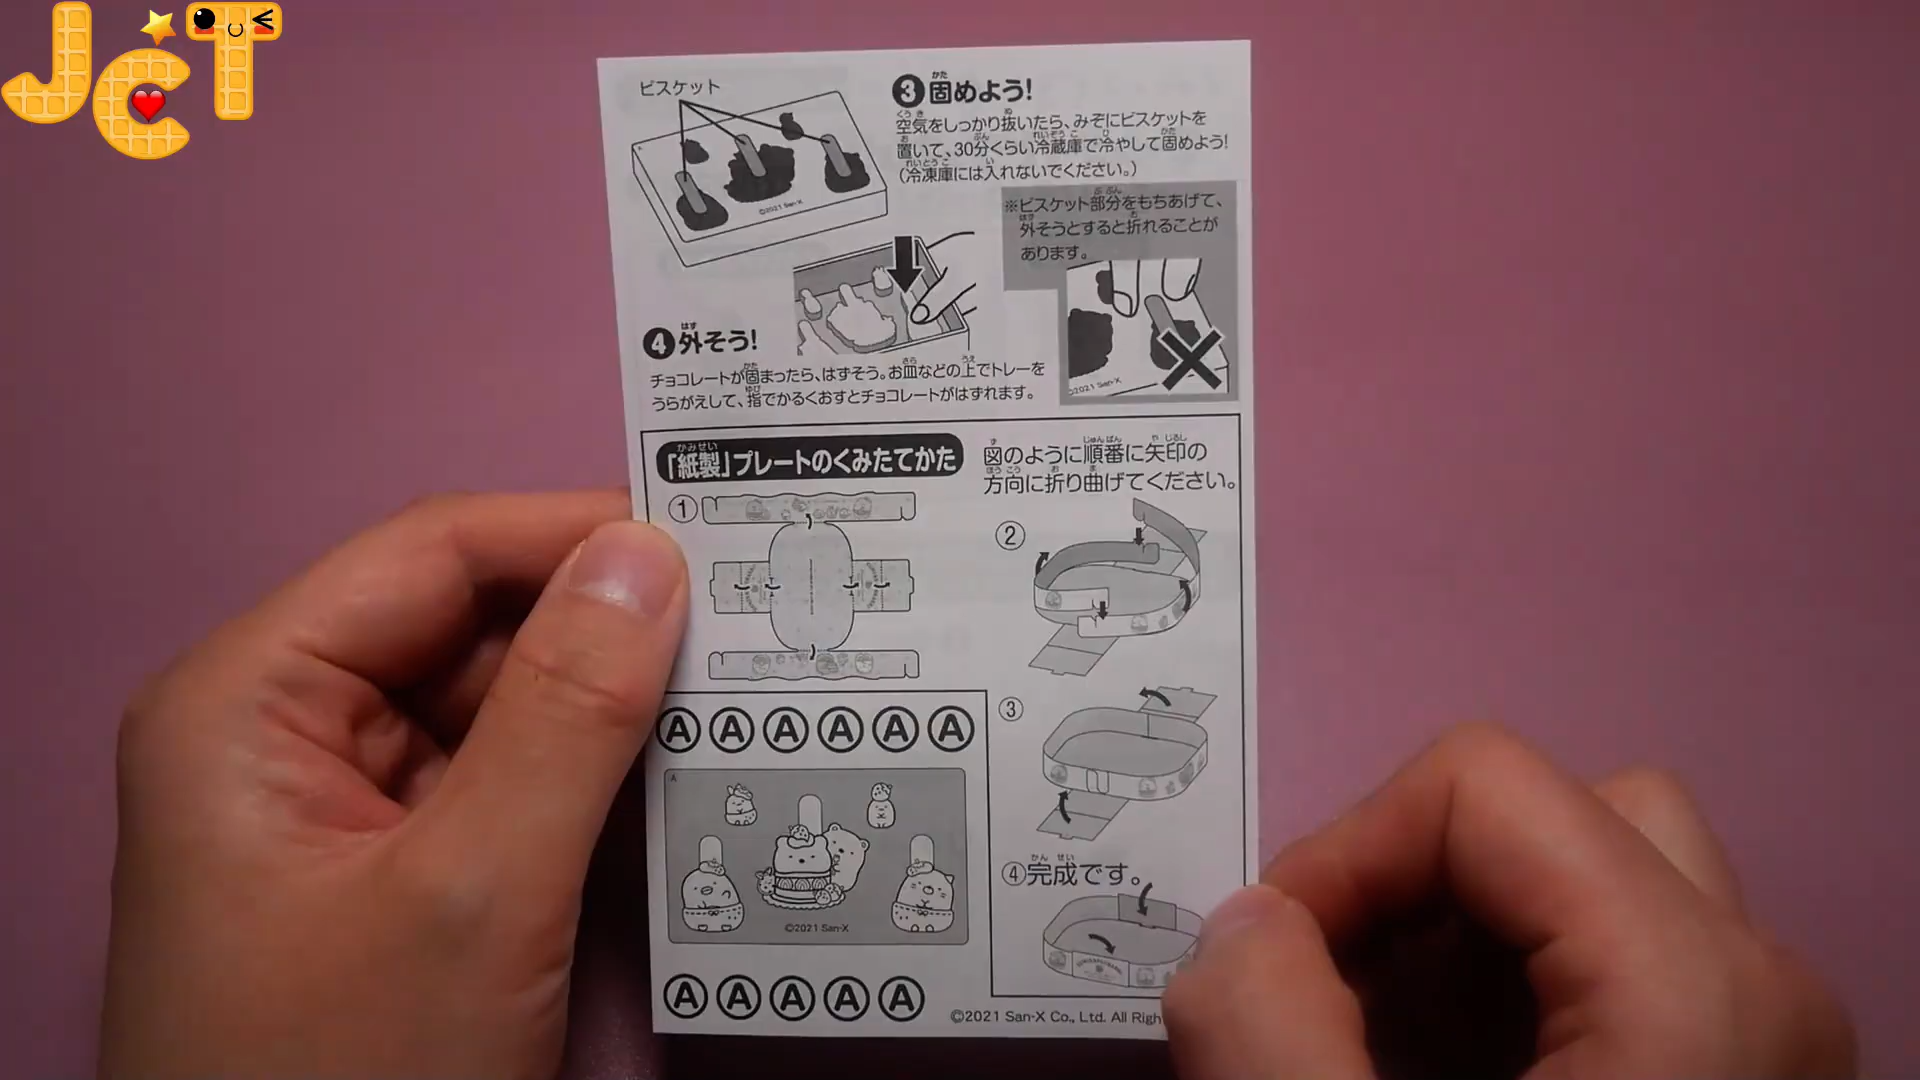 JCT
ビスケット
③固めよう!
空気をしっかり抜いたら、みぞにビスケットを
置いて、30分くらい冷蔵庫で冷やして固めよう!
(冷凍庫には入れないでください。)
※ビスケット部分をもちあげて、
外そうとすると折れることが
あります。
©2021 San-X
©2021 San-X
④外そう!
チョコレートが固まったら、はずそう。お皿などの上でトレーを
うらがえして、指でかるくおすとチョコレートがはずれます。
「紙製」プレートのくみたてかた
図のように順番に矢印の
方向に折り曲げてください。
①
②
③
④完成です。
A A A A A A
A
©2021 San-X
A A A A A
©2021 San-X Co., Ltd. All Righ